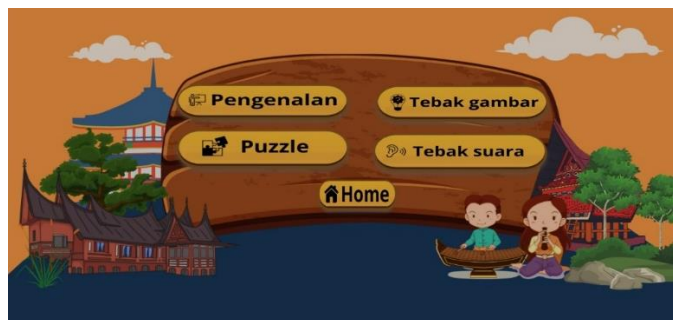 Pengenalan
Tebak gambar
Puzzle
Tebak suara
Home